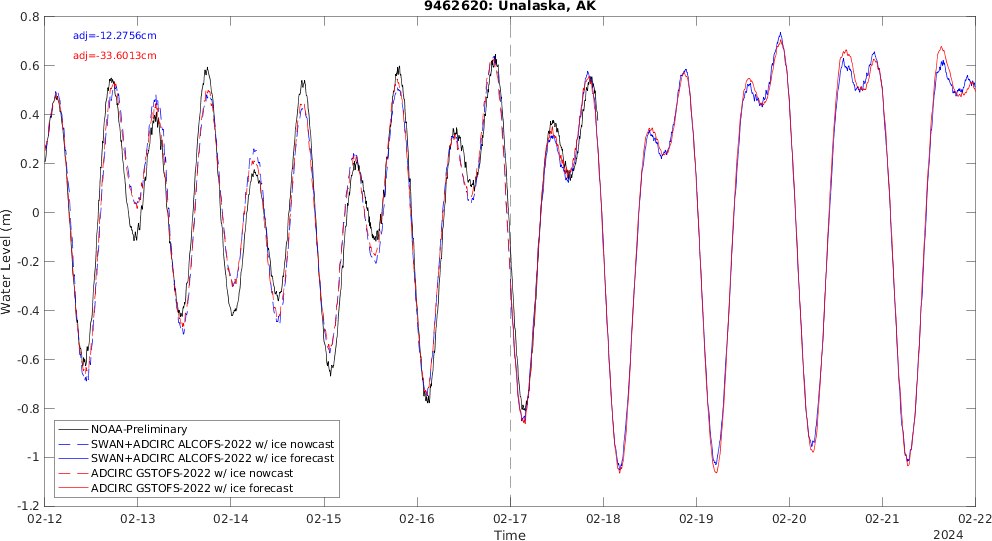 9462620: Unalaska, AK
adj=-12.2756cm
adj=-33.6013cm
0.8
0.6
0.4
0.2
0
-0.2
-0.4
-0.6
-0.8
-1
-1.2
Water Level (m)
NOAA-Preliminary
SWAN+ADCIRC ALCOFS-2022 w/ ice nowcast
SWAN+ADCIRC ALCOFS-2022 w/ ice forecast
ADCIRC GSTOFS-2022 w/ ice nowcast
ADCIRC GSTOFS-2022 w/ ice forecast
02-12 02-13 02-14 02-15 02-16 02-17 02-18 02-19 02-20 02-21 02-22
Time
2024